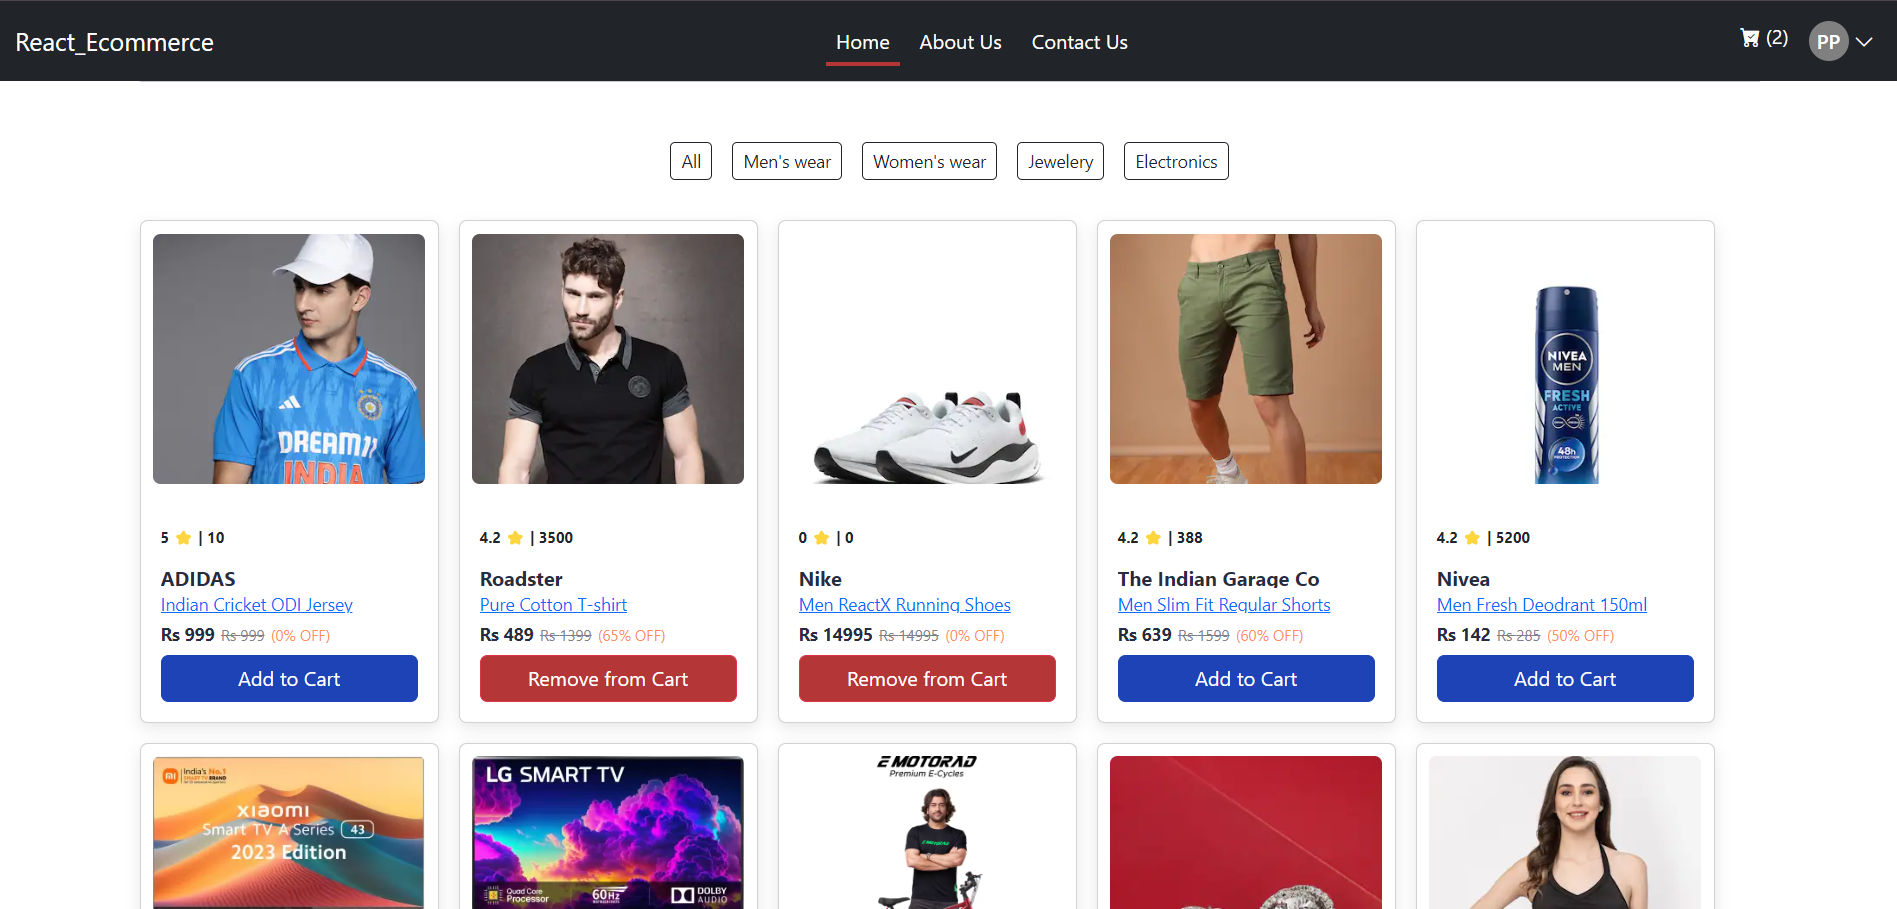 React_Ecommerce
Home About Us Contact Us
(2) PP
All Men's wear Women's wear Jewelery Electronics
DREAM11
INDIA
NIVEA
MEN
FRESH
ACTIVE
48h
PROTECTION
5 | 10
ADIDAS
Indian Cricket ODI Jersey
Rs 999 Rs 999 (0% OFF)
Add to Cart
4.2 | 3500
Roadster
Pure Cotton T-shirt
Rs 489 Rs 1399 (65% OFF)
Remove from Cart
0 | 0
Nike
Men ReactX Running Shoes
Rs 14995 Rs 14995 (0% OFF)
Remove from Cart
4.2 | 388
The Indian Garage Co
Men Slim Fit Regular Shorts
Rs 639 Rs 1599 (60% OFF)
Add to Cart
4.2 | 5200
Nivea
Men Fresh Deodrant 150ml
Rs 142 Rs 285 (50% OFF)
Add to Cart
mi India's No.1
SMART TV BRAND
xiaomi
Smart TV A Series 43
2023 Edition
LG SMART TV
Quad Core
Processor
60Hz
DOLBY
AUDIO
EMOTORAD
Premium E-Cycles
EMOTORAD